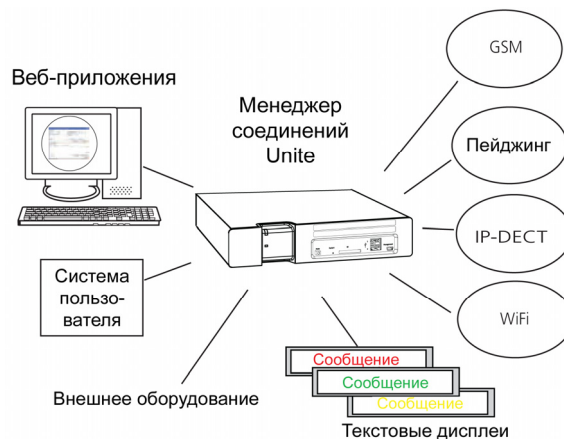 Веб-приложения
Менеджер
соединений
Unite
GSM
Пейджинг
IP-DECT
WiFi
Система
пользо-
вателя
Внешнее оборудование
Сообщение
Сообщение
Сообщение
Текстовые дисплеи